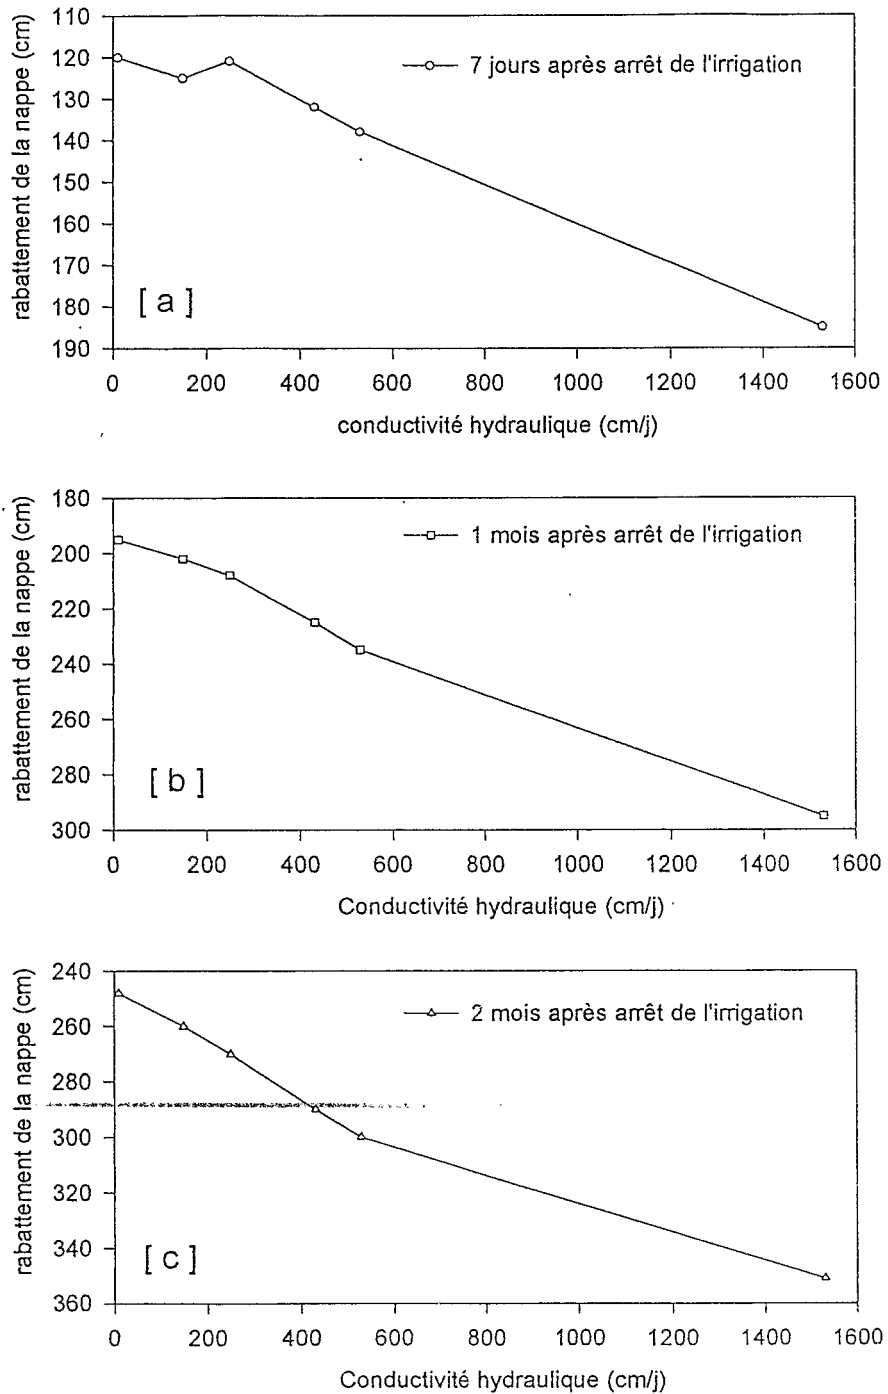 110
120
130
140
150
160
170
180
190
rabattement de la nappe (cm)
7 jours après arrêt de l'irrigation
[ a ]
0 200 400 600 800 1000 1200 1400 1600
conductivité hydraulique (cm/j)
180
200
220
240
260
280
300
rabattement de la nappe (cm)
1 mois après arrêt de l'irrigation
[ b ]
0 200 400 600 800 1000 1200 1400 1600
Conductivité hydraulique (cm/j)
240
260
280
300
320
340
360
rabattement de la nappe (cm)
2 mois après arrêt de l'irrigation
[ c ]
0 200 400 600 800 1000 1200 1400 1600
Conductivité hydraulique (cm/j)